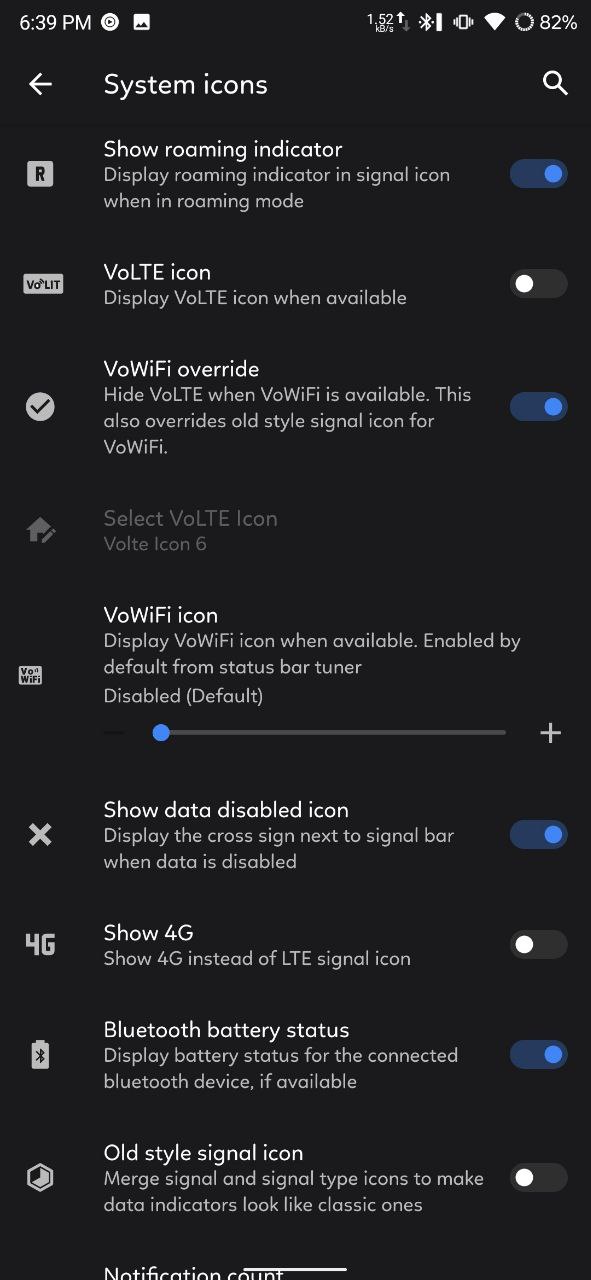 6:39 PM 1.52 kB/s 82%
System icons
R
Show roaming indicator
Display roaming indicator in signal icon
when in roaming mode
Vo LIT
VoLTE icon
Display VoLTE icon when available
VoWiFi override
Hide VoLTE when VoWiFi is available. This
also overrides old style signal icon for
VoWiFi.
Select VoLTE Icon
Volte Icon 6
VoWiFi icon
Display VoWiFi icon when available. Enabled by
default from status bar tuner
Vo
WiFi
Disabled (Default)
Show data disabled icon
Display the cross sign next to signal bar
when data is disabled
4G
Show 4G
Show 4G instead of LTE signal icon
Bluetooth battery status
Display battery status for the connected
bluetooth device, if available
Old style signal icon
Merge signal and signal type icons to make
data indicators look like classic ones
Notification count